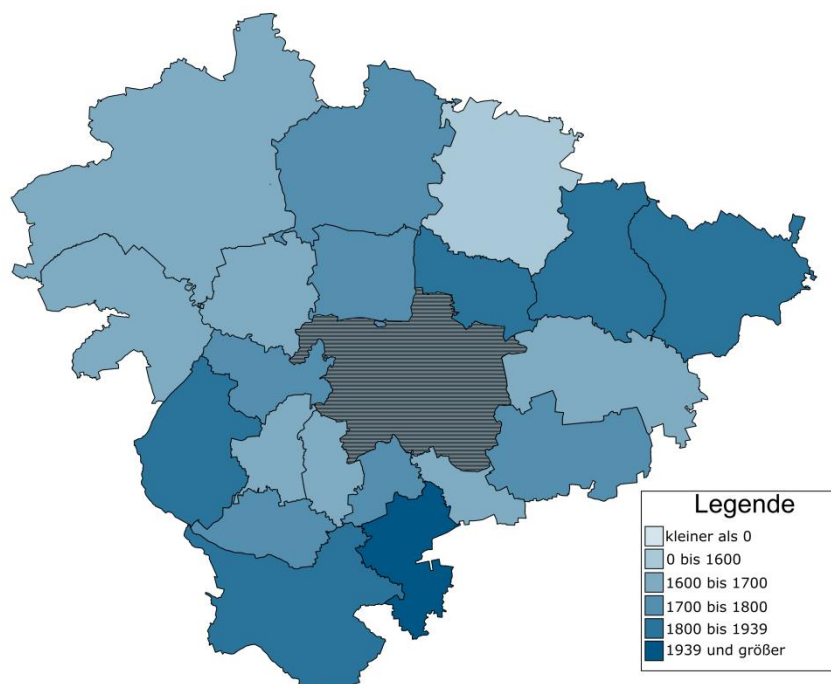 Legende
kleiner als 0
0 bis 1600
1600 bis 1700
1700 bis 1800
1800 bis 1939
1939 und größer